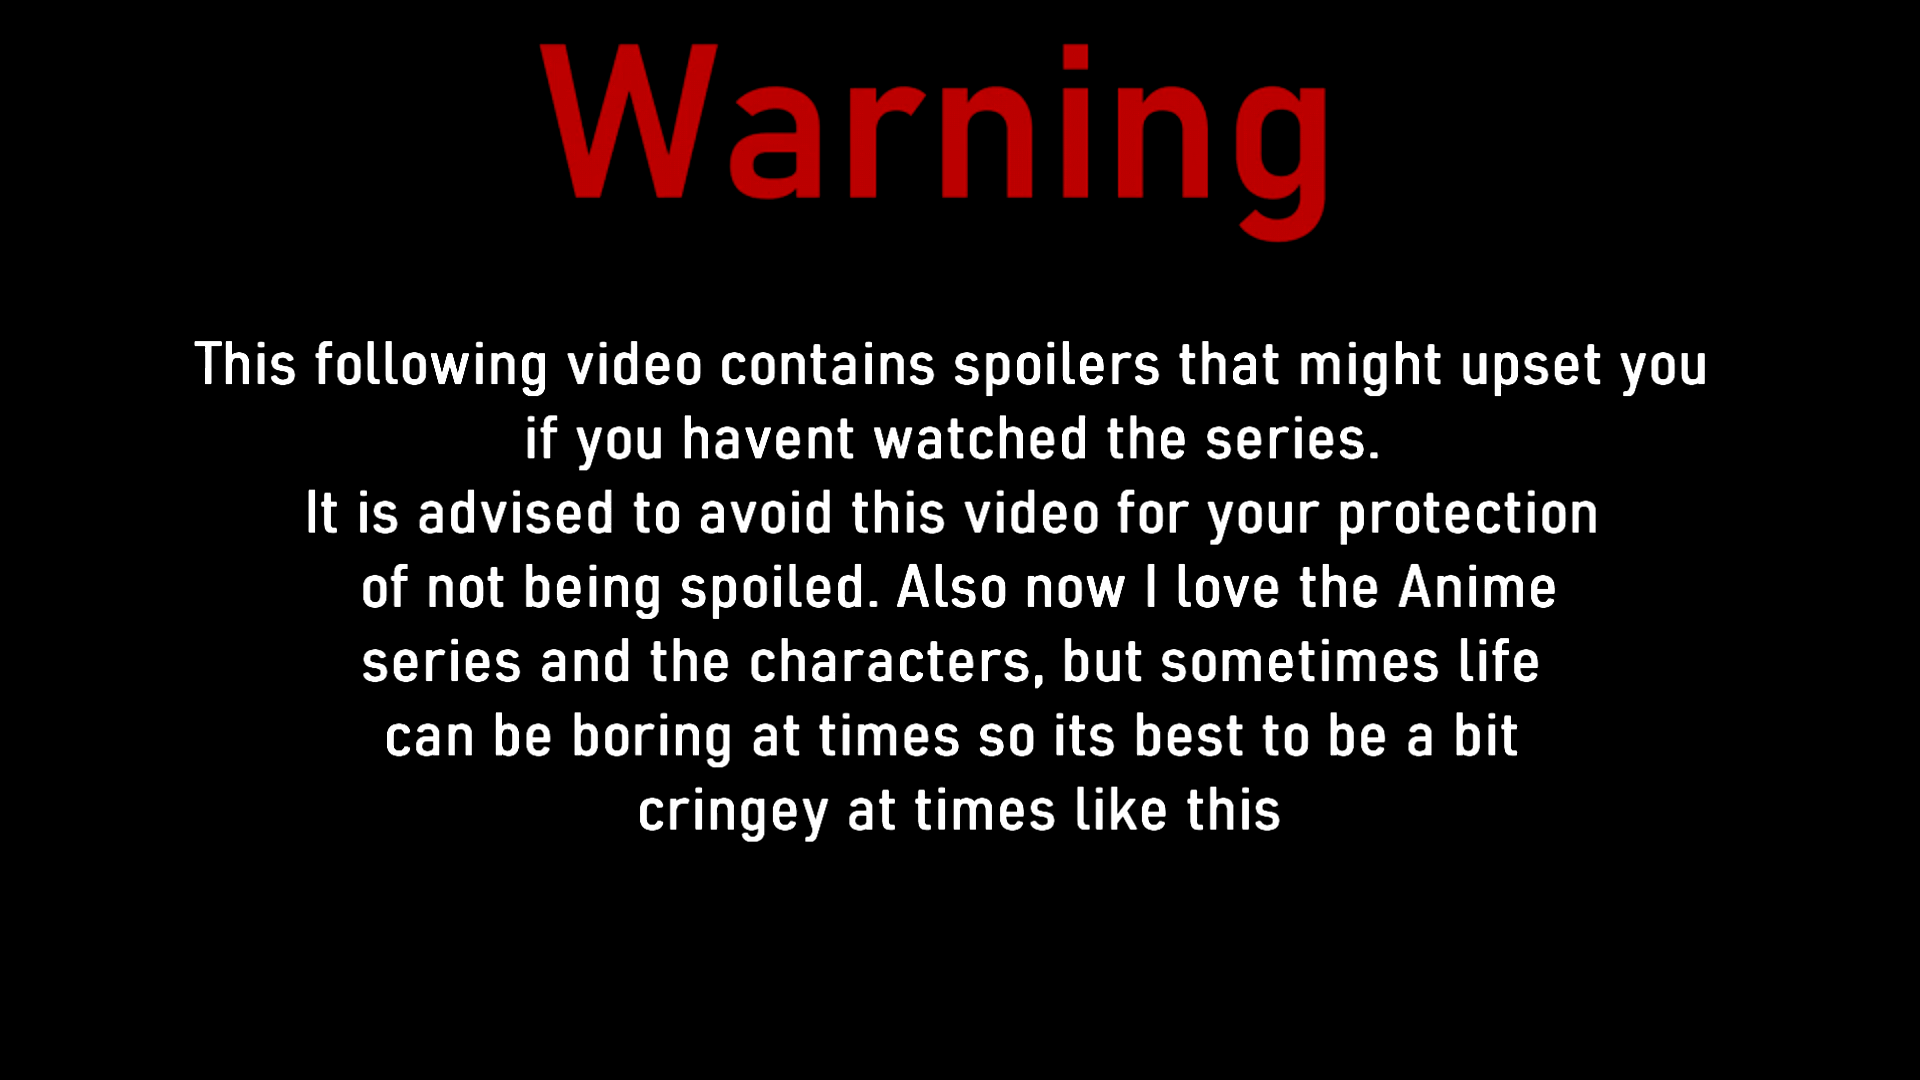 Warning
This following video contains spoilers that might upset you
if you havent watched the series.
It is advised to avoid this video for your protection
of not being spoiled. Also now I love the Anime
series and the characters, but sometimes life
can be boring at times so its best to be a bit
cringey at times like this